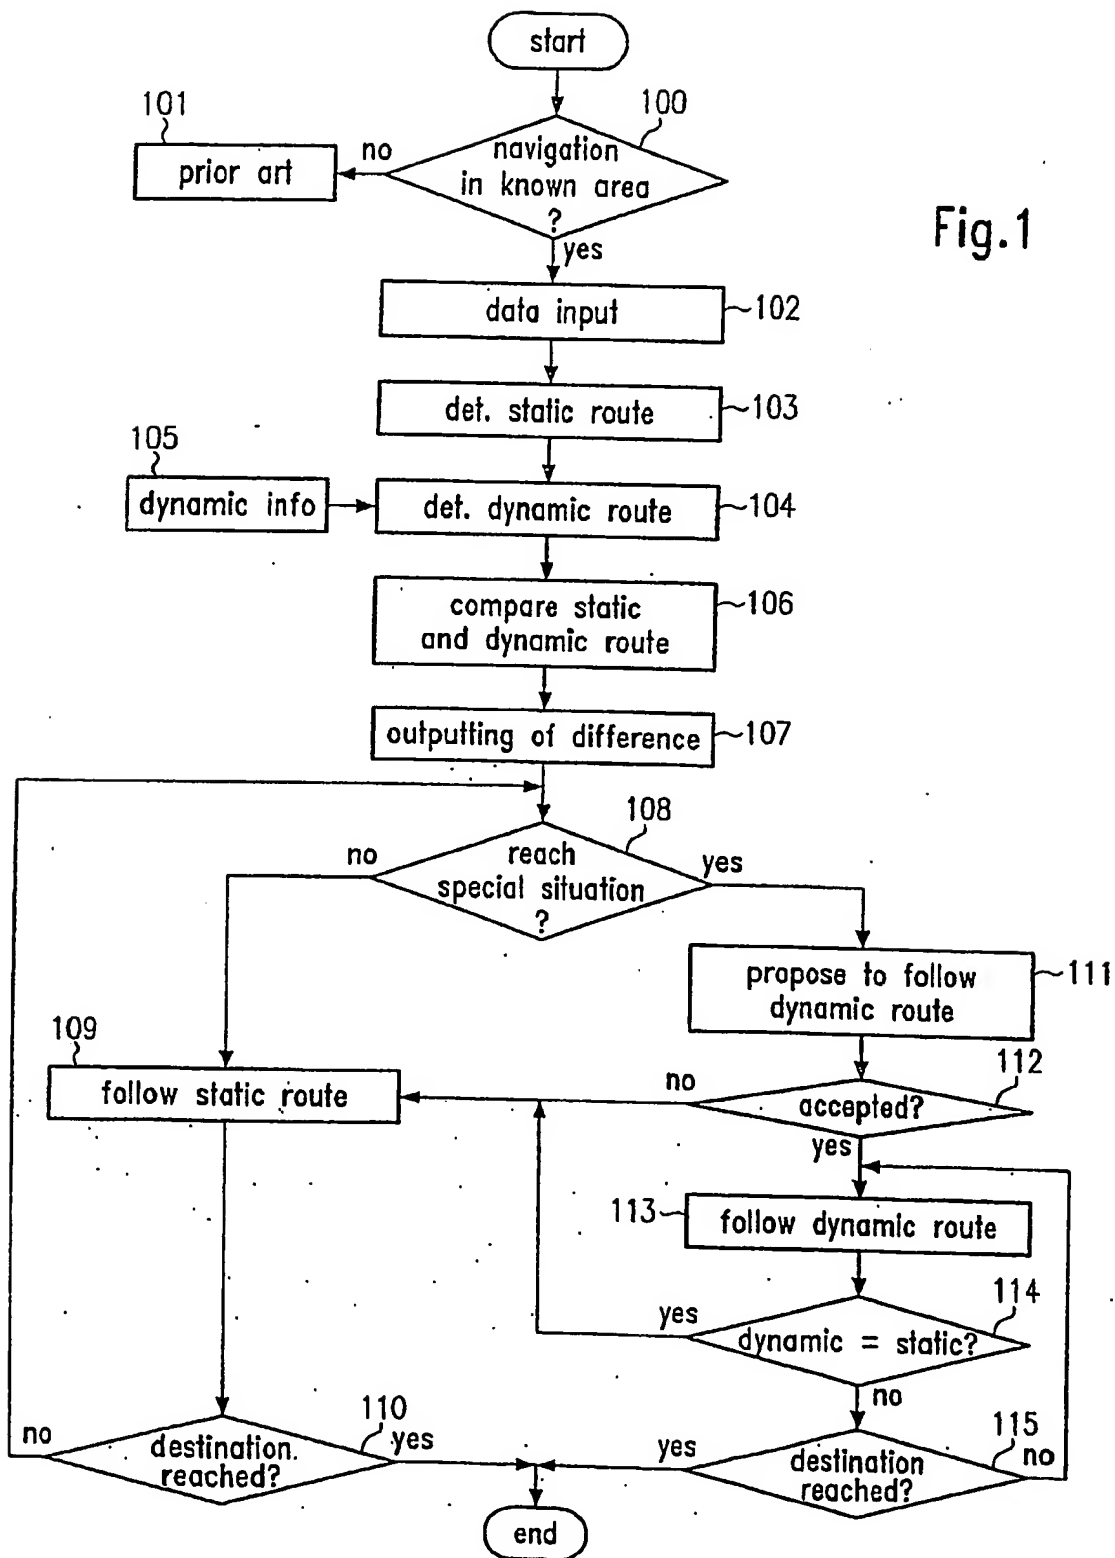 start
101
100
no
prior art
navigation
in known area
?
Fig.1
yes
data input
102
det. static route
103
105
dynamic info
det. dynamic route
104
compare static
and dynamic route
106
outputting of difference
107
108
no
reach
special situation
?
yes
propose to follow
dynamic route
111
109
follow static route
no
accepted?
112
yes
113
follow dynamic route
114
yes
dynamic = static?
no
110
115
no
destination
reached?
yes
yes
destination
reached?
no
end